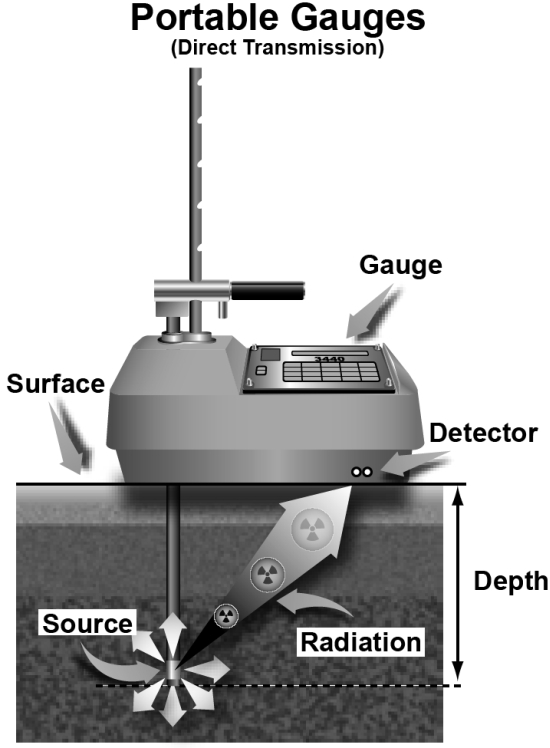 Portable Gauges
(Direct Transmission)
Gauge
3440
Surface
Detector
Depth
Source
Radiation